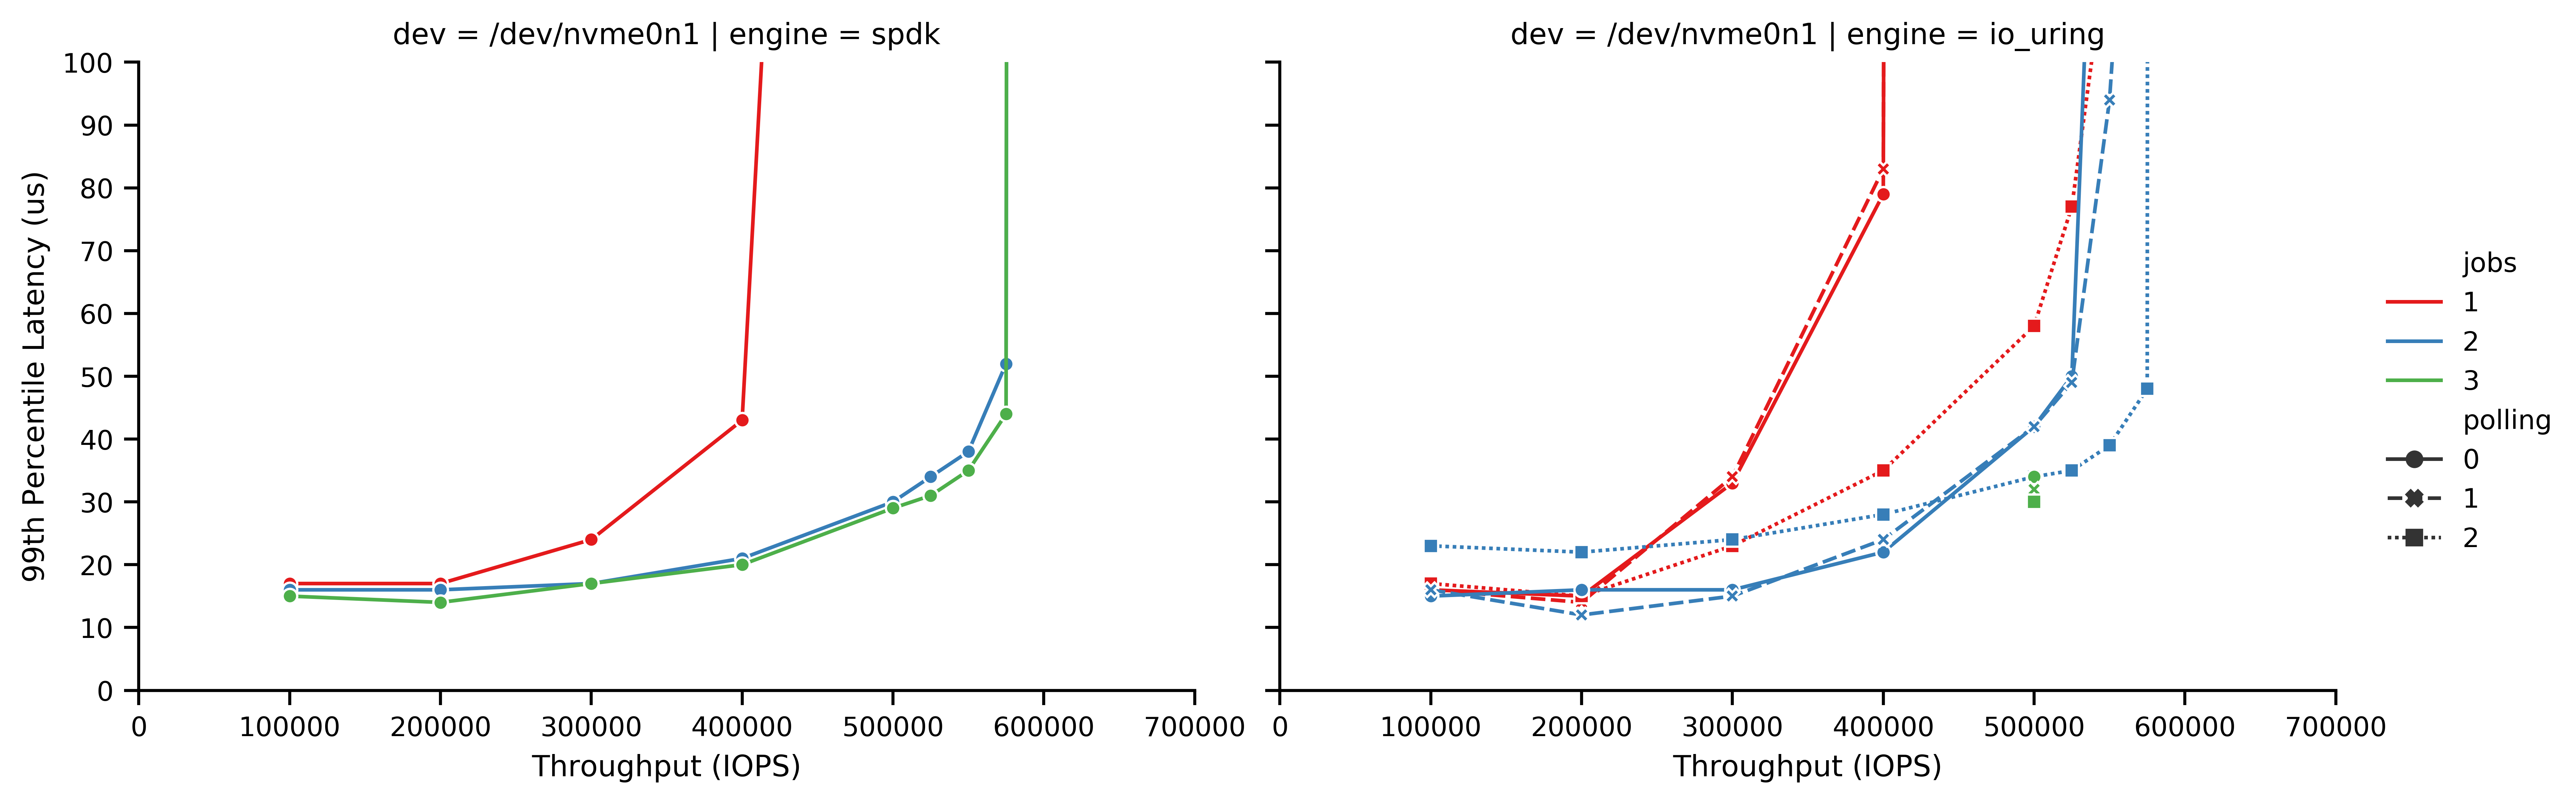 dev = /dev/nvme0n1 | engine = spdk
dev = /dev/nvme0n1 | engine = io_uring
99th Percentile Latency (us)
100
90
80
70
60
50
40
30
20
10
0
0 100000 200000 300000 400000 500000 600000 700000
Throughput (IOPS)
0 100000 200000 300000 400000 500000 600000 700000
Throughput (IOPS)
jobs
1
2
3
polling
0
1
2